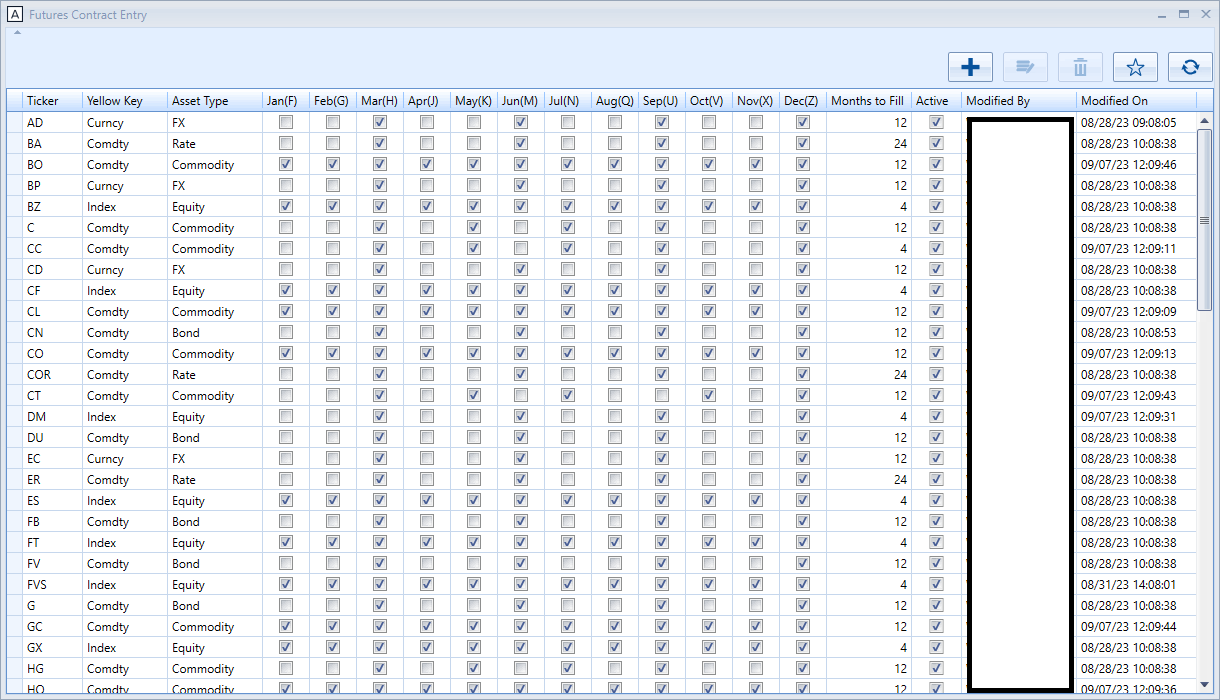 A Futures Contract Entry
Ticker Yellow Key Asset Type Jan(F) Feb(G) Mar(H) Apr(J) May(K) Jun(M) Jul(N) Aug(Q) Sep(U) Oct(V) Nov(X) Dec(Z) Months to Fill Active Modified By Modified On
AD Curncy FX 12 08/28/23 09:08:05
BA Comdty Rate 24 08/28/23 10:08:38
BO Comdty Commodity 12 09/07/23 12:09:46
BP Curncy FX 12 08/28/23 10:08:38
BZ Index Equity 4 08/28/23 10:08:38
C Comdty Commodity 12 08/28/23 10:08:38
CC Comdty Commodity 4 09/07/23 12:09:11
CD Curncy FX 12 08/28/23 10:08:38
CF Index Equity 4 08/28/23 10:08:38
CL Comdty Commodity 12 09/07/23 12:09:09
CN Comdty Bond 12 08/28/23 10:08:53
CO Comdty Commodity 12 09/07/23 12:09:13
COR Comdty Rate 24 08/28/23 10:08:38
CT Comdty Commodity 12 09/07/23 12:09:43
DM Index Equity 4 09/07/23 12:09:31
DU Comdty Bond 12 08/28/23 10:08:38
EC Curncy FX 12 08/28/23 10:08:38
ER Comdty Rate 24 08/28/23 10:08:38
ES Index Equity 4 08/28/23 10:08:38
FB Comdty Bond 12 08/28/23 10:08:38
FT Index Equity 4 08/28/23 10:08:38
FV Comdty Bond 12 08/28/23 10:08:38
FVS Index Equity 4 08/31/23 14:08:01
G Comdty Bond 12 08/28/23 10:08:38
GC Comdty Commodity 12 09/07/23 12:09:44
GX Index Equity 4 08/28/23 10:08:38
HG Comdty Commodity 12 08/28/23 10:08:38
HO Comdty Commodity 12 09/07/23 12:09:36